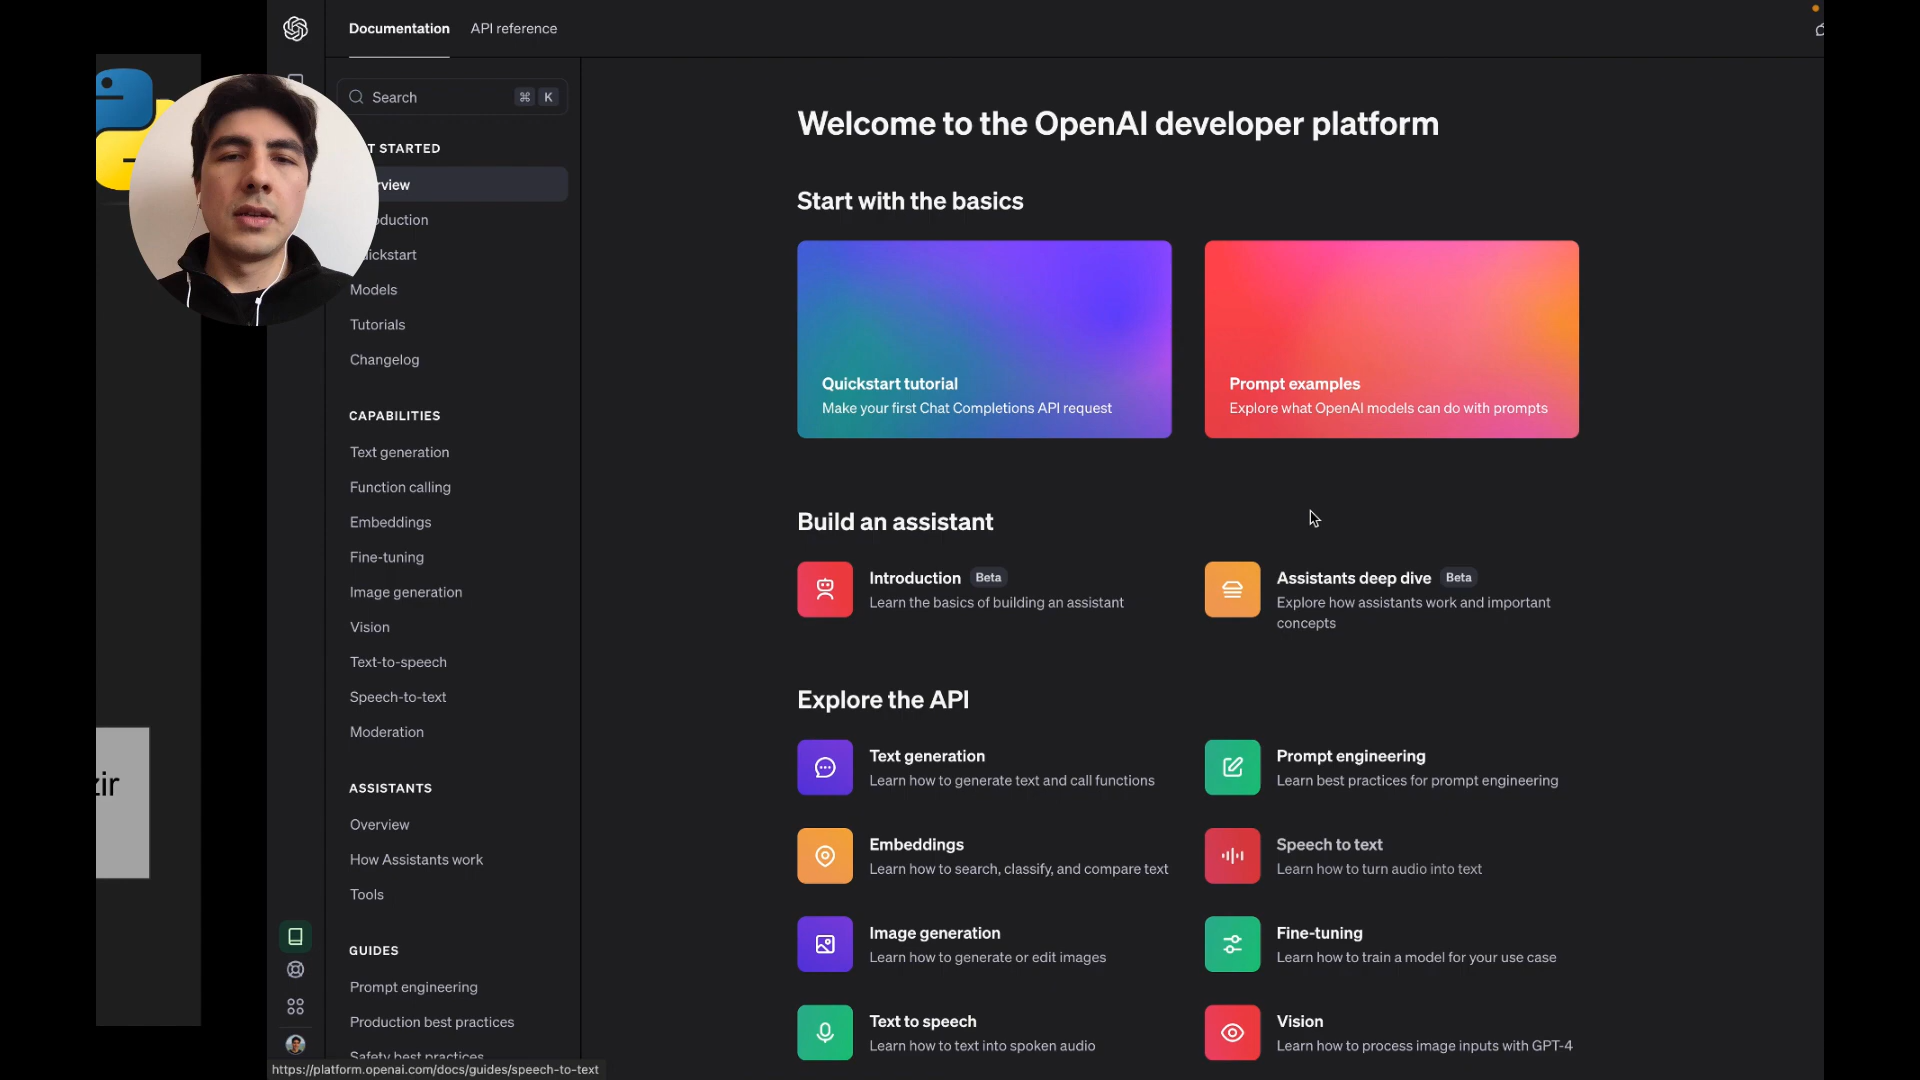 Documentation API reference
Search ⌘ K
T STARTED
rview
oduction
ickstart
Models
Tutorials
Changelog
CAPABILITIES
Text generation
Function calling
Embeddings
Fine-tuning
Image generation
Vision
Text-to-speech
Speech-to-text
Moderation
ASSISTANTS
Overview
How Assistants work
Tools
GUIDES
Prompt engineering
Production best practices
Safety best practices
https://platform.openai.com/docs/guides/speech-to-text
zir
Welcome to the OpenAI developer platform
Start with the basics
Quickstart tutorial
Make your first Chat Completions API request
Prompt examples
Explore what OpenAI models can do with prompts
Build an assistant
Introduction Beta
Learn the basics of building an assistant
Assistants deep dive Beta
Explore how assistants work and important
concepts
Explore the API
Text generation
Learn how to generate text and call functions
Prompt engineering
Learn best practices for prompt engineering
Embeddings
Learn how to search, classify, and compare text
Speech to text
Learn how to turn audio into text
Image generation
Learn how to generate or edit images
Fine-tuning
Learn how to train a model for your use case
Text to speech
Learn how to text into spoken audio
Vision
Learn how to process image inputs with GPT-4